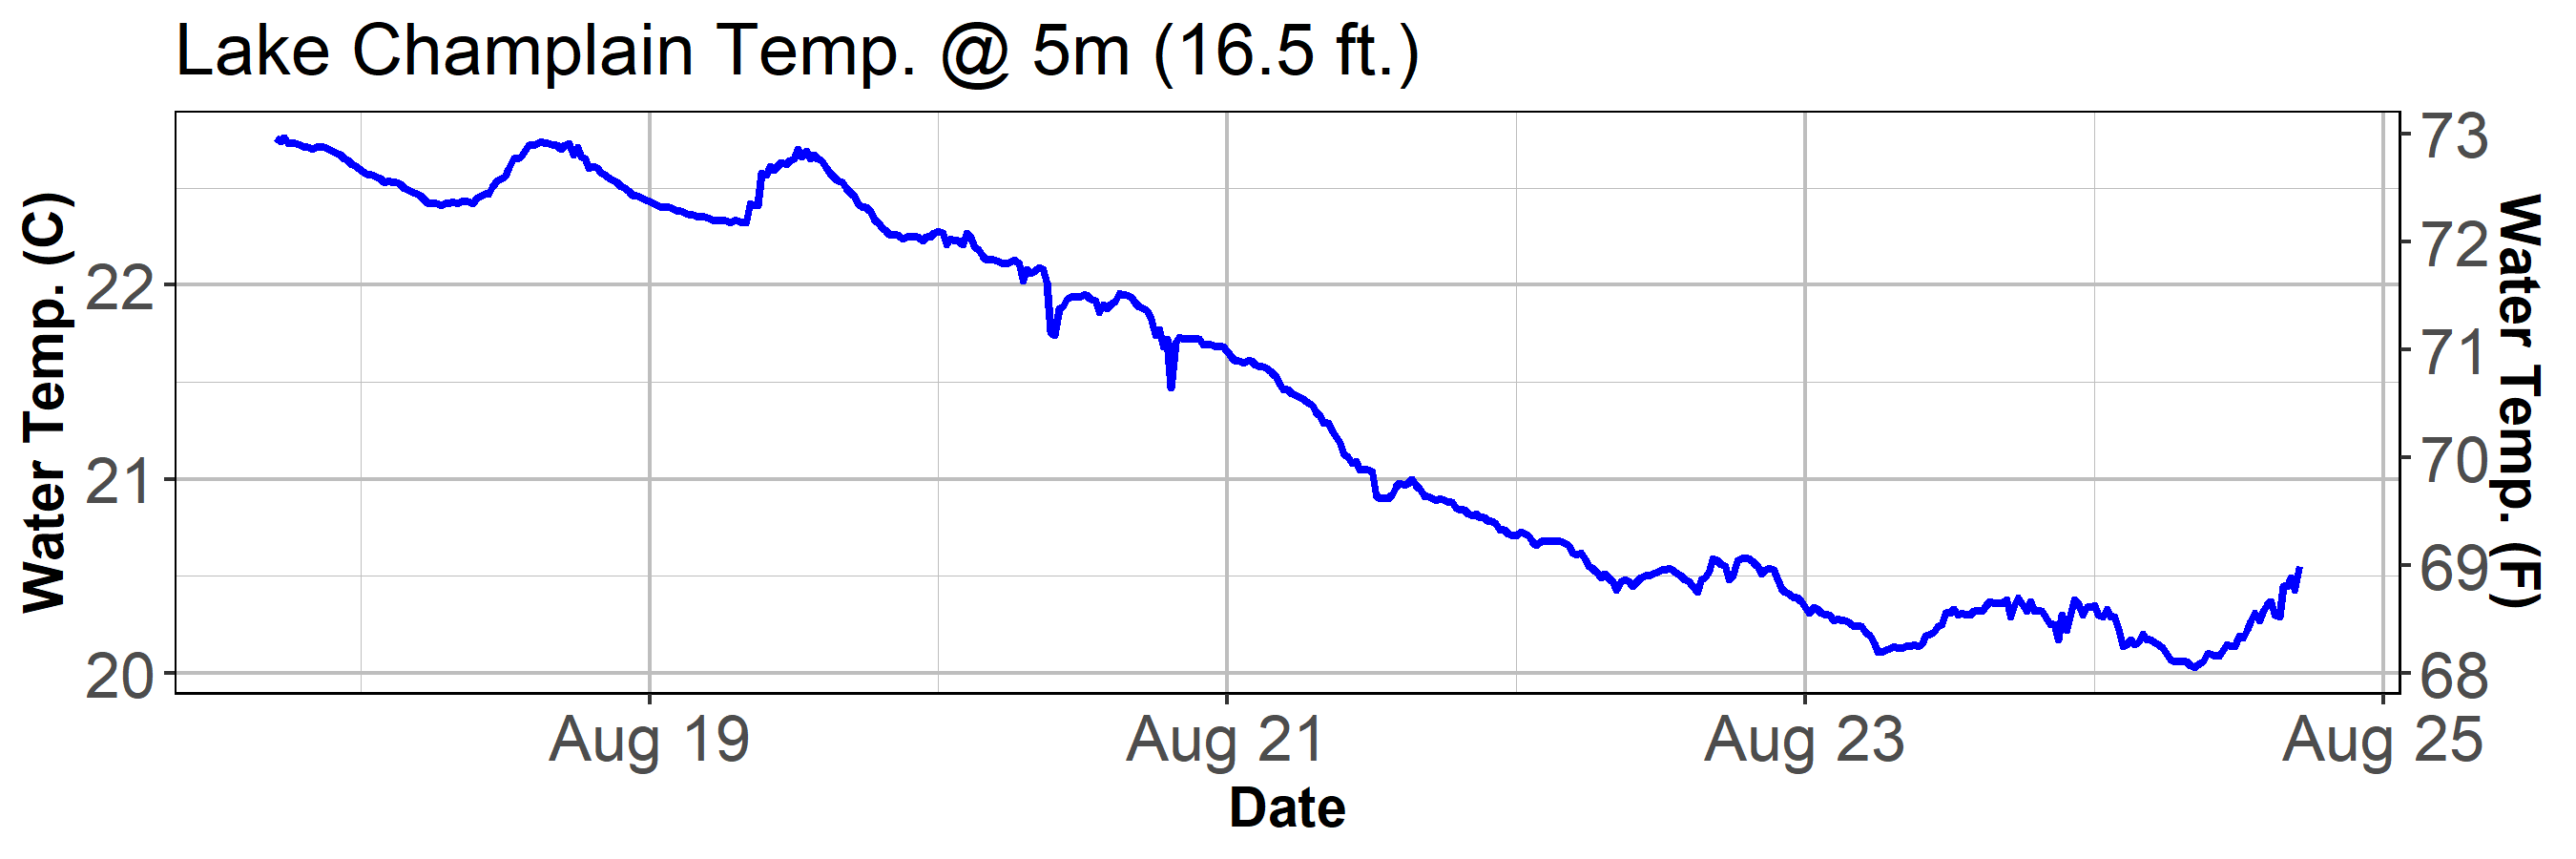 Lake Champlain Temp. @ 5m (16.5 ft.)
Water Temp. (C)
22
21
20
73
72
71
70
69
68
Water Temp. (F)
Aug 19 Aug 21 Aug 23 Aug 25
Date